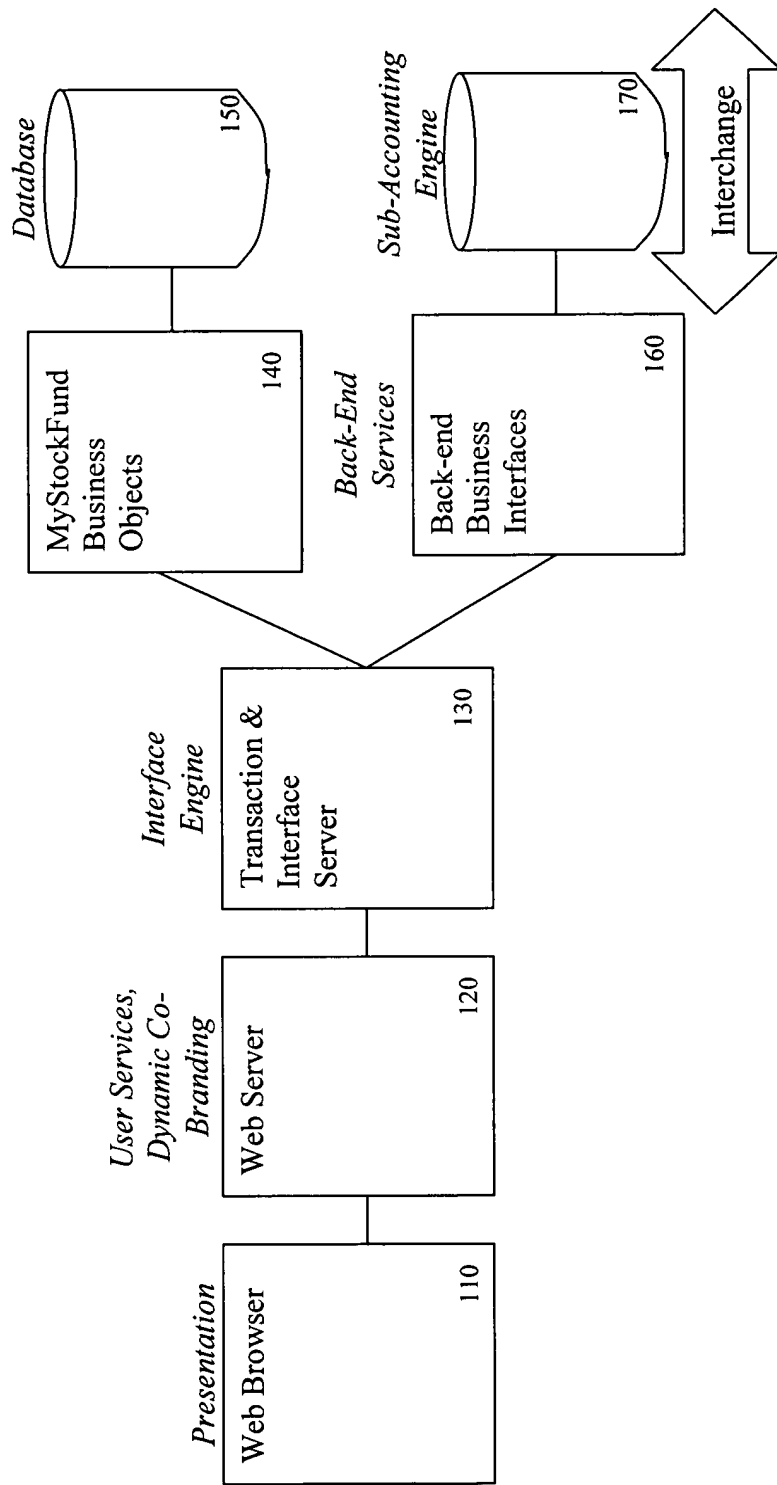 Presentation
Web Browser
110
User Services,
Dynamic Co-
Branding
Web Server
120
Interface
Engine
Transaction &
Interface
Server
130
MyStockFund
Business
Objects
140
Database
150
Back-End
Services
Back-end
Business
Interfaces
160
Sub-Accounting
Engine
170
Interchange